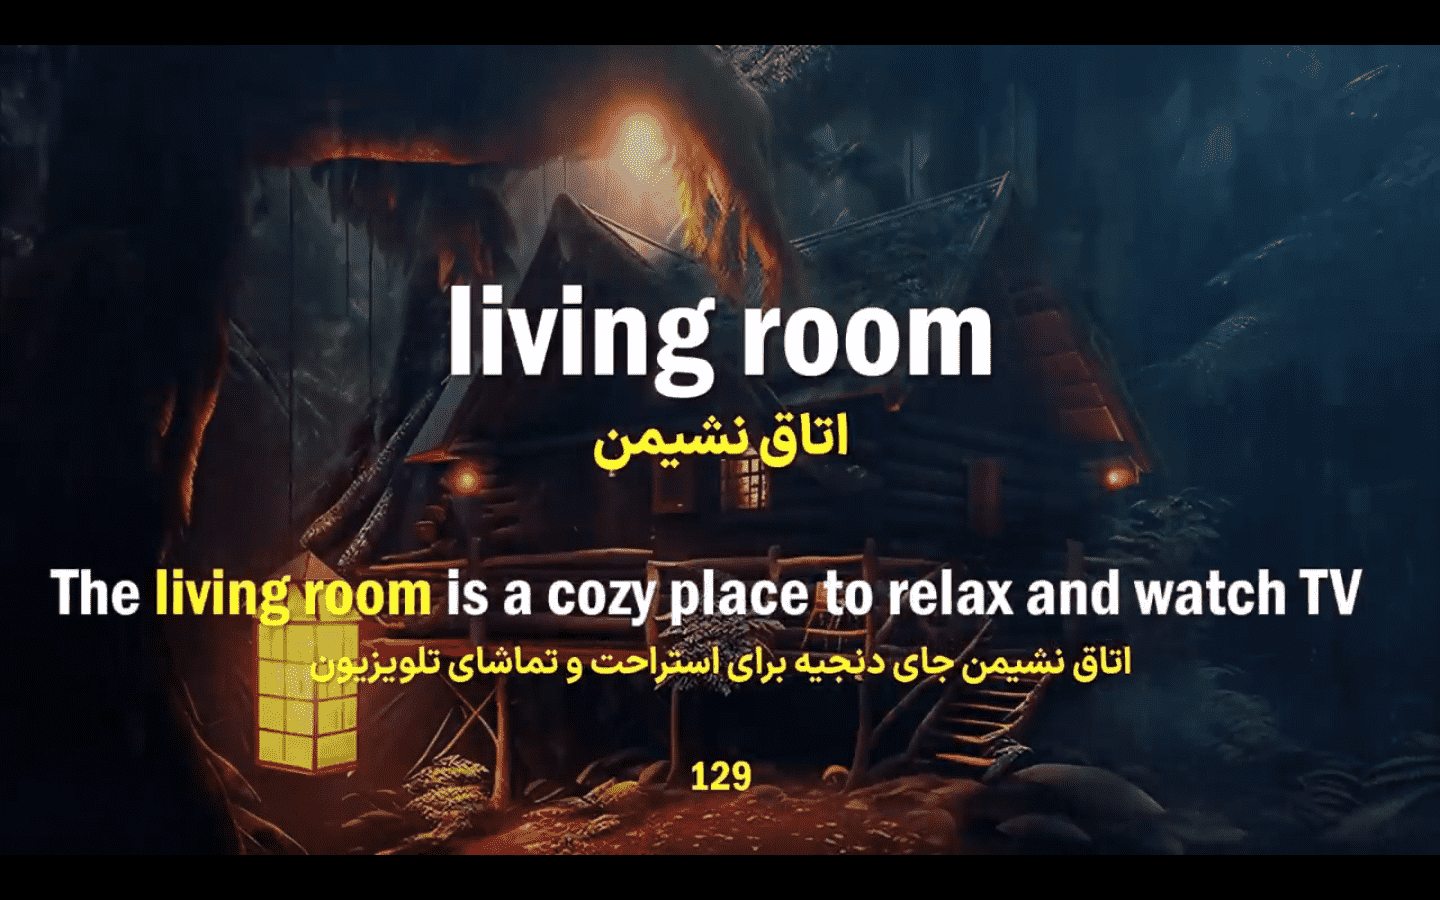 living room
اتاق نشیمن
The living room is a cozy place to relax and watch TV
اتاق نشیمن جای دنجیه برای استراحت و تماشای تلویزیون
129